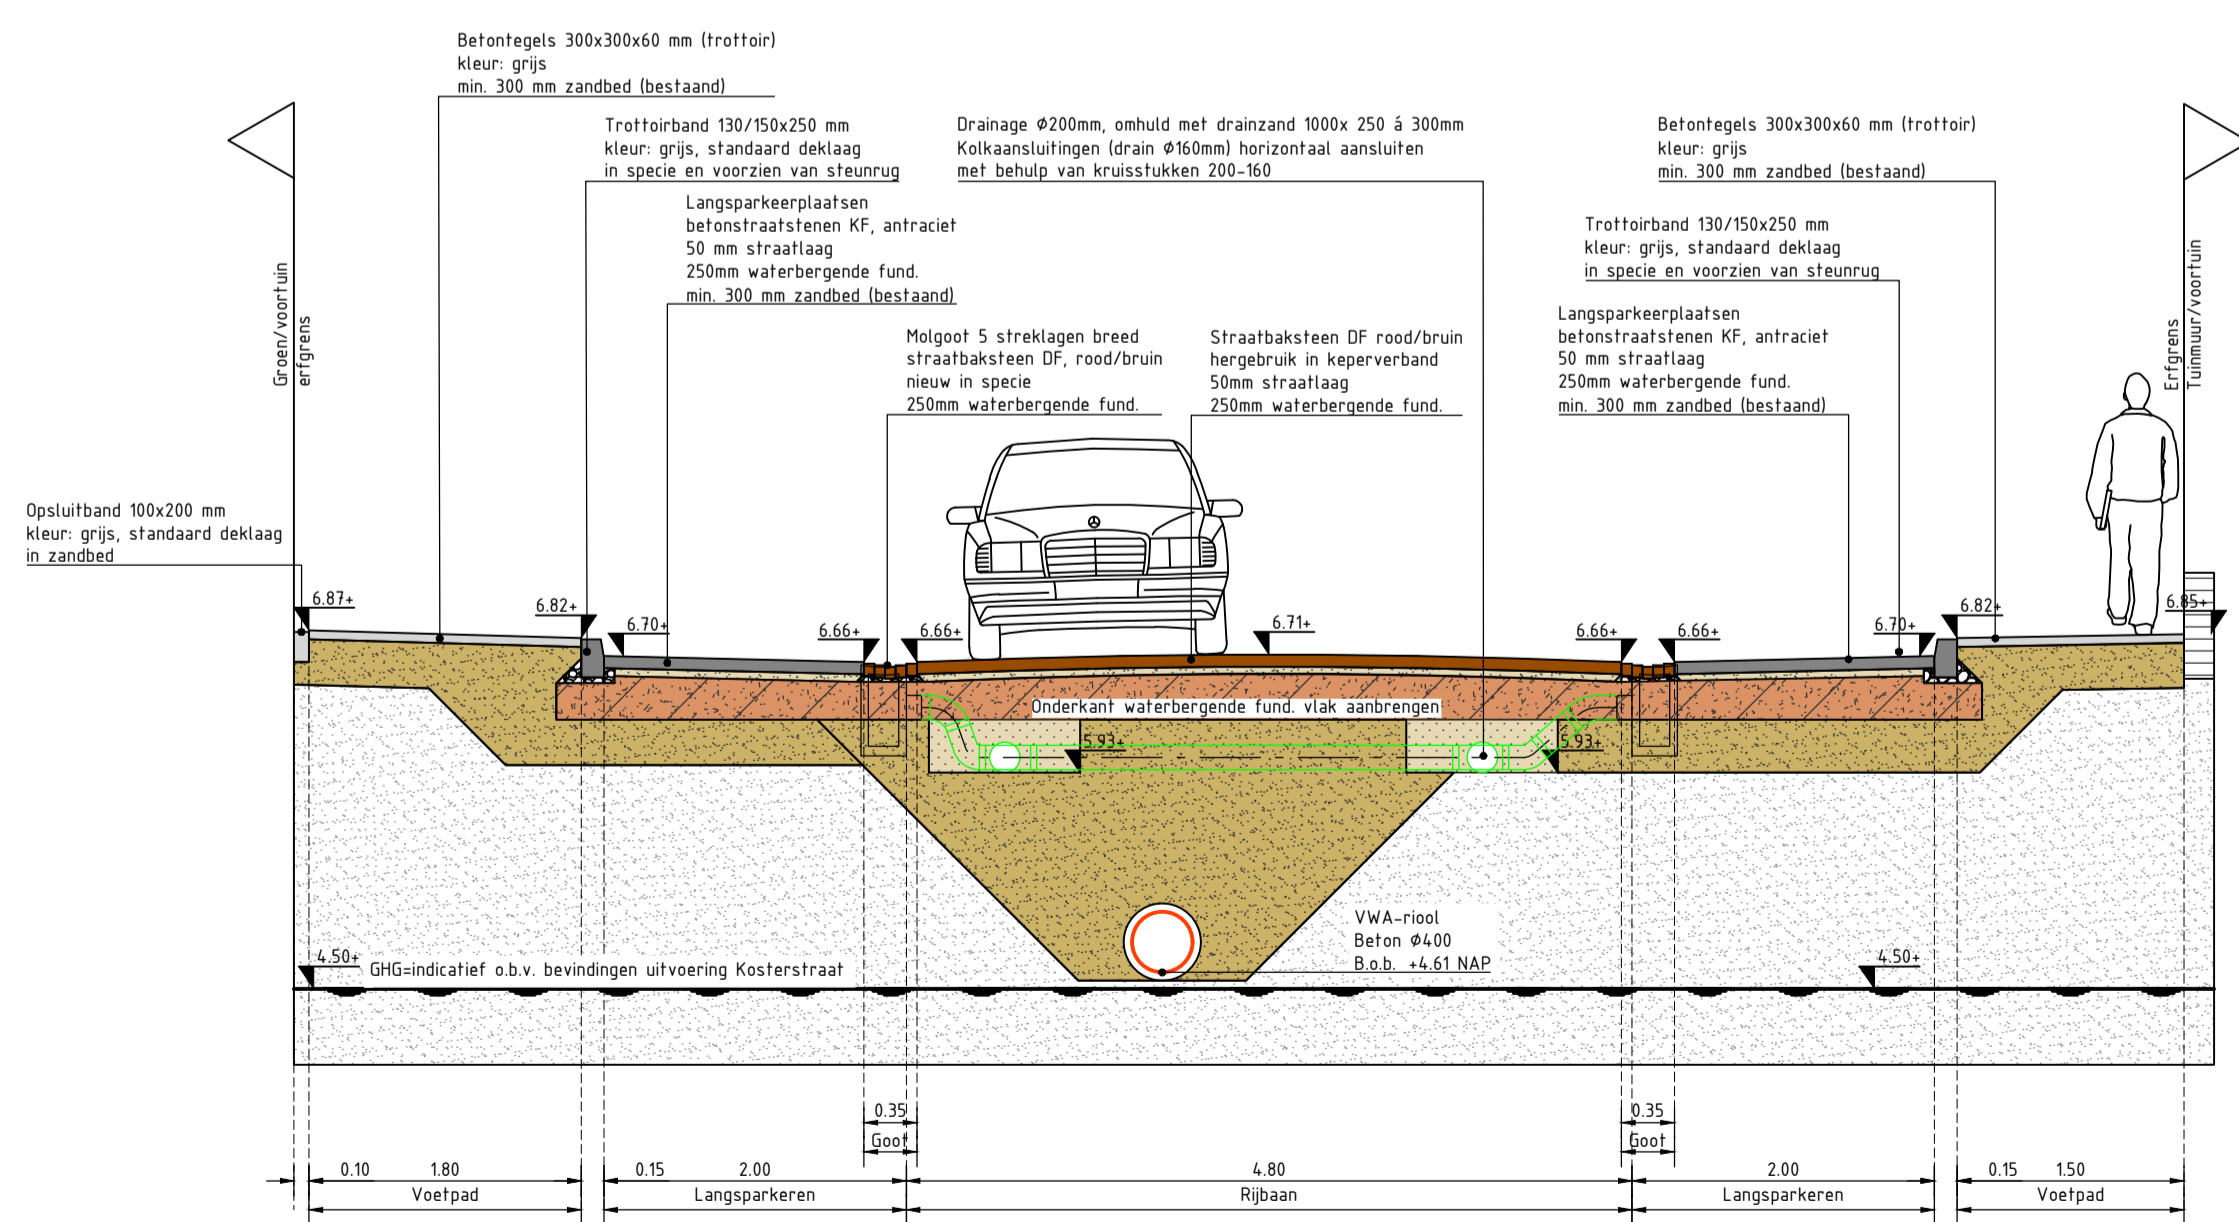 Betontegels 300x300x60 mm (trottoir)
kleur: grijs
min. 300 mm zandbed (bestaand)
Trottoirband 130/150x250 mm
kleur: grijs, standaard deklaag
in specie en voorzien van steunrug
Langsparkeerplaatsen
betonstraatstenen KF, antraciet
50 mm straatlaag
250mm waterbergende fund.
min. 300 mm zandbed (bestaand)
Drainage Ø200mm, omhuld met drainzand 1000x 250 á 300mm
Kolkaansluitingen (drain Ø160mm) horizontaal aansluiten
met behulp van kruisstukken 200-160
Betontegels 300x300x60 mm (trottoir)
kleur: grijs
min. 300 mm zandbed (bestaand)
Trottoirband 130/150x250 mm
kleur: grijs, standaard deklaag
in specie en voorzien van steunrug
Langsparkeerplaatsen
betonstraatstenen KF, antraciet
50 mm straatlaag
250mm waterbergende fund.
min. 300 mm zandbed (bestaand)
Molgoot 5 streklagen breed
straatbaksteen DF, rood/bruin
nieuw in specie
250mm waterbergende fund.
Straatbaksteen DF rood/bruin
hergebruik in keperverband
50mm straatlaag
250mm waterbergende fund.
Groen/voortuin
erfgrens
Erfgrens
Tuinmuur/voortuin
Opsluitband 100x200 mm
kleur: grijs, standaard deklaag
in zandbed
6.87+
6.82+
6.70+
6.66+
6.66+
6.71+
6.66+
6.66+
6.70+
6.82+
6.85+
Onderkant waterbergende fund. vlak aanbrengen
5.93+
5.93+
VWA-riool
Beton Ø400
B.o.b. +4.61 NAP
4.50+
GHG=indicatief o.b.v. bevindingen uitvoering Kosterstraat
4.50+
0.35
Goot
0.35
Goot
0.10
1.80
0.15
2.00
4.80
2.00
0.15
1.50
Voetpad
Langsparkeren
Rijbaan
Langsparkeren
Voetpad